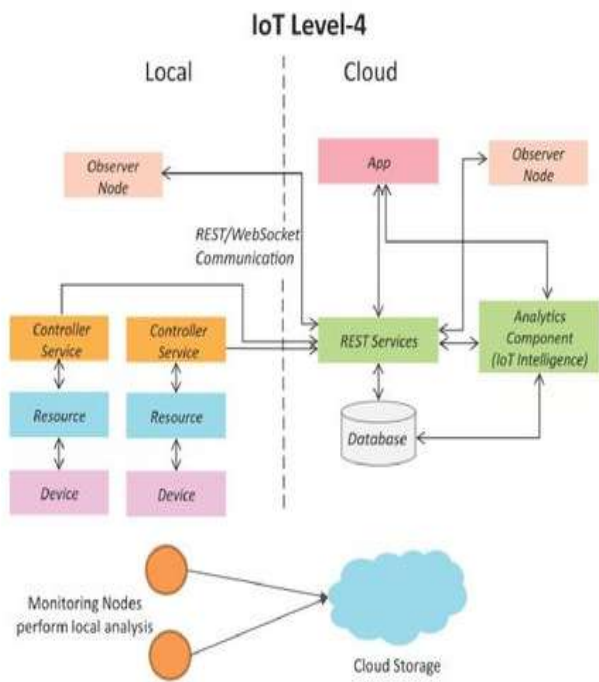 IoT Level-4
Local
Cloud
Observer
Node
App
Observer
Node
REST/WebSocket
Communication
Controller
Service
Controller
Service
REST Services
Analytics
Component
(IoT Intelligence)
Resource
Resource
Database
Device
Device
Monitoring Nodes
perform local analysis
Cloud Storage